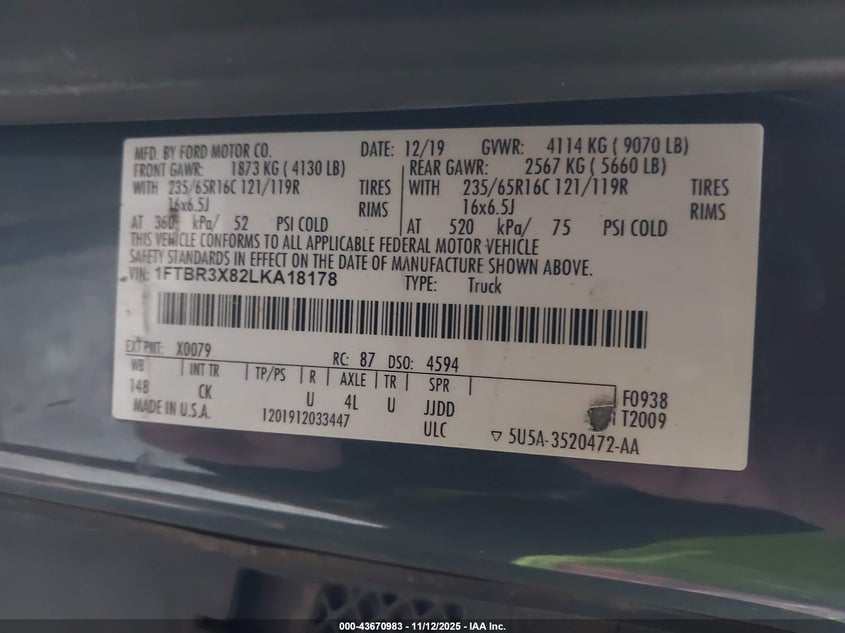 MFD. BY FORD MOTOR CO. DATE: 12/19 GVWR: 4114 KG ( 9070 LB)
FRONT GAWR: 1873 KG ( 4130 LB) REAR GAWR: 2567 KG ( 5660 LB)
WITH 235/65R16C 121/119R TIRES WITH 235/65R16C 121/119R TIRES
16x6.5J RIMS 16x6.5J RIMS
AT 360 kPa/ 52 PSI COLD AT 520 kPa/ 75 PSI COLD
THIS VEHICLE CONFORMS TO ALL APPLICABLE FEDERAL MOTOR VEHICLE
SAFETY STANDARDS IN EFFECT ON THE DATE OF MANUFACTURE SHOWN ABOVE.
VIN: 1FTBR3X82LKA18178 TYPE: Truck
EXT PNT: X0079 RC: 87 DSO: 4594
WB INT TR TP/PS R AXLE TR SPR
148 CK U 4L U JJDD F0938
MADE IN U.S.A. 1201912033447 ULC T2009
▽ 5U5A-3520472-AA
000-43670983 - 11/12/2025 - IAA Inc.